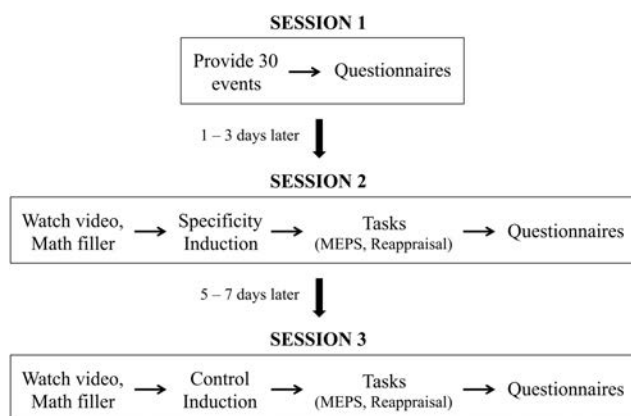 SESSION 1
Provide 30 events
Questionnaires
1 – 3 days later
SESSION 2
Watch video, Math filler
Specificity Induction
Tasks (MEPS, Reappraisal)
Questionnaires
5 – 7 days later
SESSION 3
Watch video, Math filler
Control Induction
Tasks (MEPS, Reappraisal)
Questionnaires